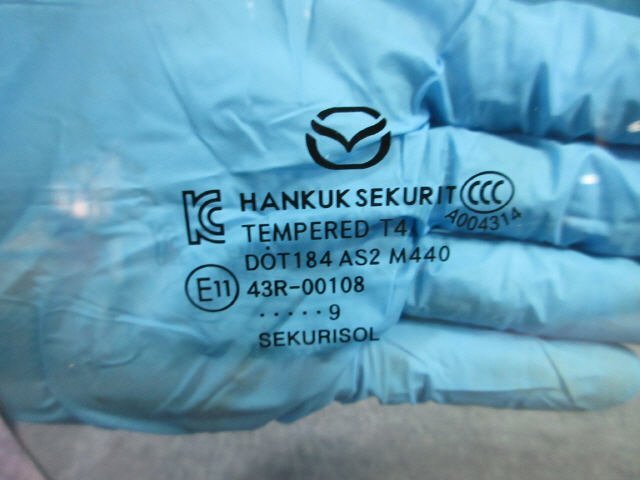 HANKUK SEKURIT
CCC
TEMPERED T4
A004314
DOT184 AS2 M440
E11
43R-00108
.....9
SEKURISOL